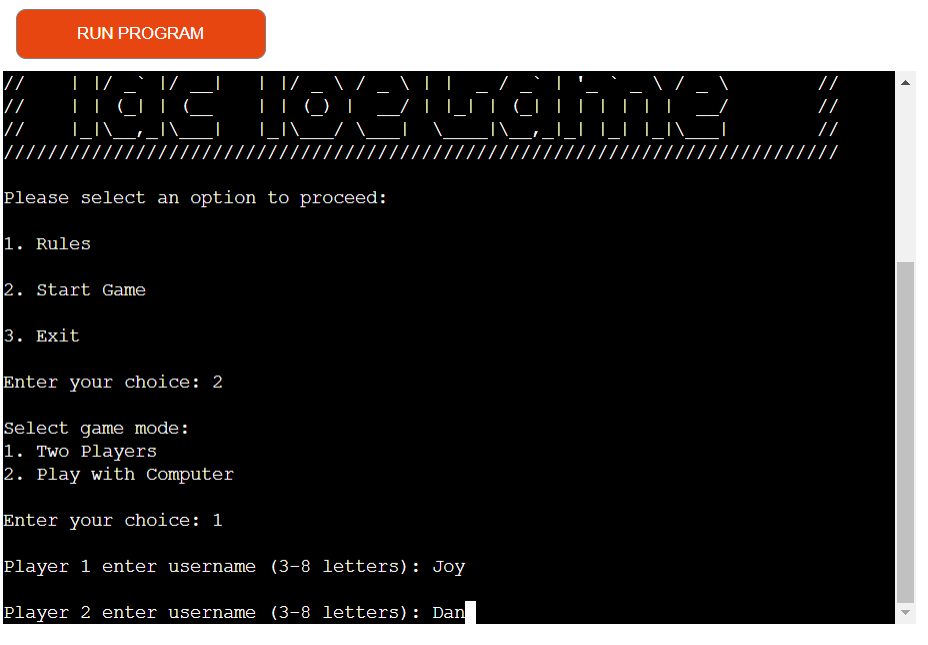 RUN PROGRAM
//    | |/ _` |/ __|   | |/ _ \ / _ \ | |  _ / _` | '_ ` _ \ / _ \        //
//    | | (_| | (__    | | (_) |  __/ | |_| | (_| | | | | | |  __/        //
//    |_|\__,_|\___|   |_|\___/ \___|  \____|\__,_|_| |_| |_|\___|        //
////////////////////////////////////////////////////////////////////////////
Please select an option to proceed:
1. Rules
2. Start Game
3. Exit
Enter your choice: 2
Select game mode:
1. Two Players
2. Play with Computer
Enter your choice: 1
Player 1 enter username (3-8 letters): Joy
Player 2 enter username (3-8 letters): Dan